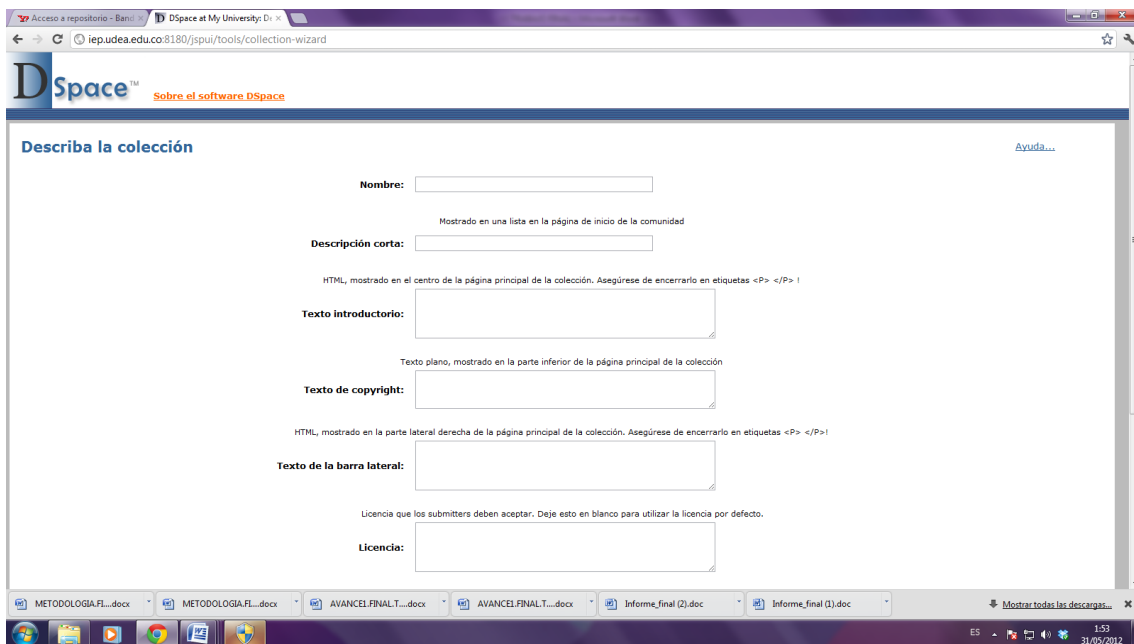 Acceso a repositorio - Band
DSpace at My University: De
iep.udea.edu.co:8180/jspui/tools/collection-wizard
DSpace™
Sobre el software DSpace
Describa la colección
Ayuda...
Nombre:
Mostrado en una lista en la página de inicio de la comunidad
Descripción corta:
HTML, mostrado en el centro de la página principal de la colección. Asegúrese de encerrarlo en etiquetas <P> </P> !
Texto introductorio:
Texto plano, mostrado en la parte inferior de la página principal de la colección
Texto de copyright:
HTML, mostrado en la parte lateral derecha de la página principal de la colección. Asegúrese de encerrarlo en etiquetas <P> </P>!
Texto de la barra lateral:
Licencia que los submitters deben aceptar. Deje esto en blanco para utilizar la licencia por defecto.
Licencia:
METODOLOGIA.FI....docx
METODOLOGIA.FI....docx
AVANCE1.FINAL.T....docx
AVANCE1.FINAL.T....docx
Informe_final (2).doc
Informe_final (1).doc
Mostrar todas las descargas...
ES
1:53
31/05/2012